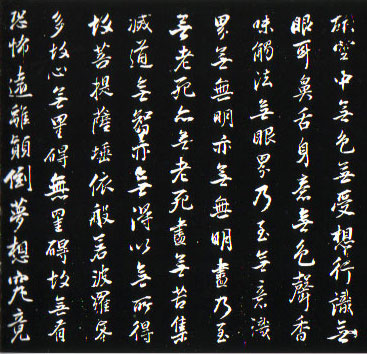 故空中無色無受想行識無
眼耳鼻舌身意無色聲香
味觸法無眼界乃至無意識
界無無明亦無無明盡乃至
無老死亦無老死盡無苦集
滅道無智亦無得以無所得
故菩提薩埵依般若波羅蜜
多故心無罣碍無罣碍故無有
恐怖遠離顛倒夢想究竟